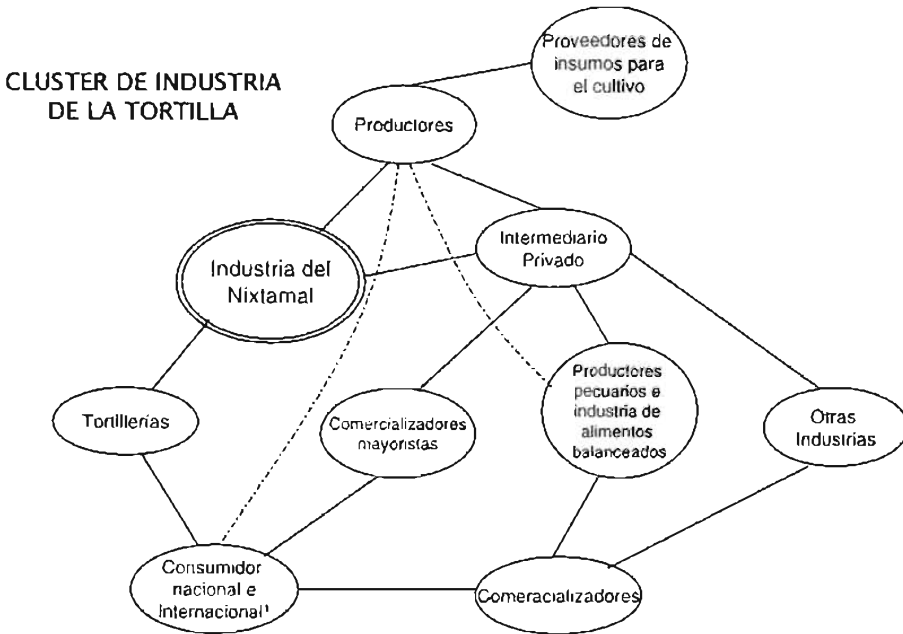 CLUSTER DE INDUSTRIA
DE LA TORTILLA
Proveedores de
insumos para
el cultivo
Productores
Intermediario
Privado
Industria del
Nixtamal
Productores
pecuarios e
industria de
alimentos
balanceados
Tortillerías
Comercializadores
mayoristas
Otras
Industrias
Consumidor
nacional e
Internacional¹
Comeracializadores